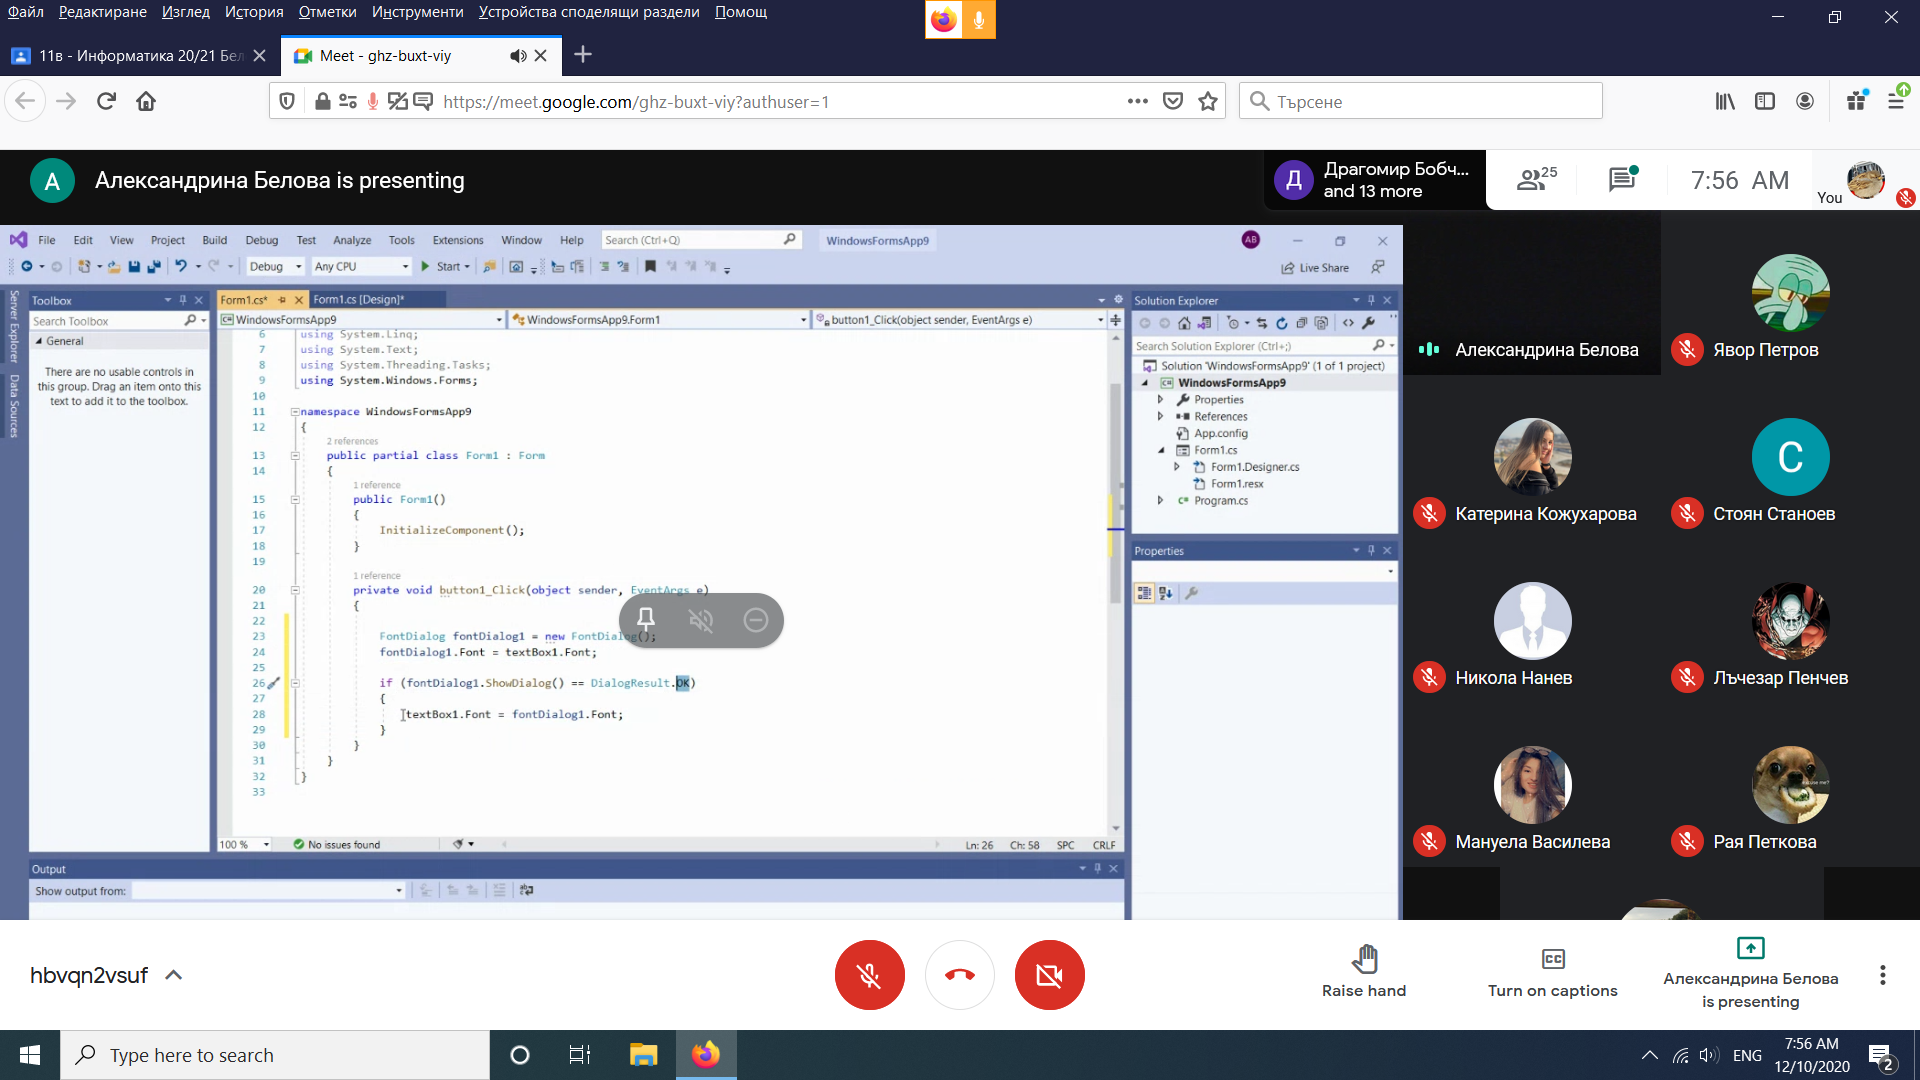 Файл Редактиране Изглед История Отметки Инструменти Устройства споделящи раздели Помощ
11в - Информатика 20/21 Бел
Meet - ghz-buxt-viy
https://meet.google.com/ghz-buxt-viy?authuser=1
Търсене
А
Александрина Белова is presenting
Д
Драгомир Бобч...
and 13 more
25
7:56 AM
You
File Edit View Project Build Debug Test Analyze Tools Extensions Window Help
Search (Ctrl+Q)
WindowsFormsApp9
AB
Debug
Any CPU
Start
Live Share
Server Explorer
Data Sources
Toolbox
Search Toolbox
General
There are no usable controls in
this group. Drag an item onto this
text to add it to the toolbox.
Form1.cs*
Form1.cs [Design]*
WindowsFormsApp9
WindowsFormsApp9.Form1
button1_Click(object sender, EventArgs e)
6 using System.Linq;
7 using System.Text;
8 using System.Threading.Tasks;
9 using System.Windows.Forms;
10
11 namespace WindowsFormsApp9
12 {
2 references
13 public partial class Form1 : Form
14 {
1 reference
15 public Form1()
16 {
17 InitializeComponent();
18 }
19
1 reference
20 private void button1_Click(object sender, EventArgs e)
21 {
22
23 FontDialog fontDialog1 = new FontDialog();
24 fontDialog1.Font = textBox1.Font;
25
26 if (fontDialog1.ShowDialog() == DialogResult.OK)
27 {
28 textBox1.Font = fontDialog1.Font;
29 }
30 }
31 }
32 }
33
100 %
No issues found
Ln: 26 Ch: 58 SPC CRLF
Output
Show output from:
Solution Explorer
Search Solution Explorer (Ctrl+;)
Solution 'WindowsFormsApp9' (1 of 1 project)
WindowsFormsApp9
Properties
References
App.config
Form1.cs
Form1.Designer.cs
Form1.resx
Program.cs
Properties
Александрина Белова
Явор Петров
Катерина Кожухарова
С
Стоян Станоев
Никола Нанев
Лъчезар Пенчев
Мануела Василева
Рая Петкова
hbvqn2vsuf
Raise hand
Turn on captions
Александрина Белова
is presenting
Type here to search
ENG
7:56 AM
12/10/2020
2